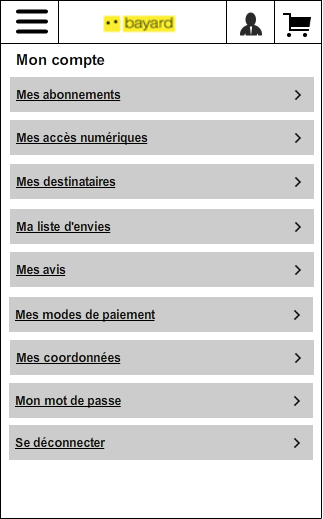 bayard
Mon compte
Mes abonnements
Mes accès numériques
Mes destinataires
Ma liste d'envies
Mes avis
Mes modes de paiement
Mes coordonnées
Mon mot de passe
Se déconnecter